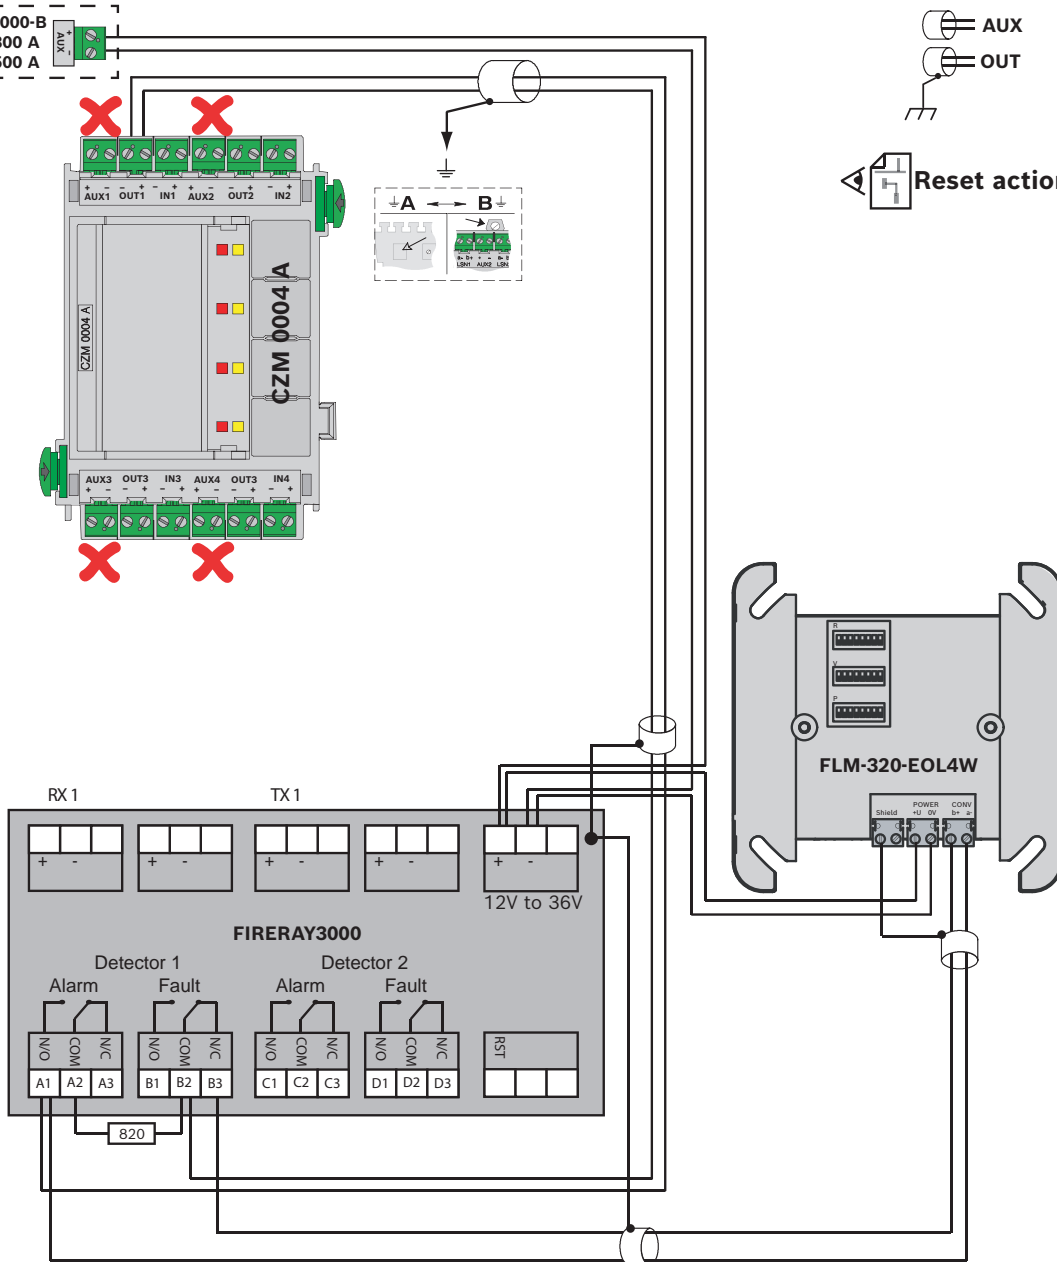 000-B
300 A
500 A
AUX
+
-
AUX
OUT
Reset action
+ - - + - + + - - + - +
AUX1 OUT1 IN1 AUX2 OUT2 IN2
A B
a- b+ + -
LSN1 AUX2 LSN
CZM 0004 A
CZM 0004 A
AUX3 OUT3 IN3 AUX4 OUT3 IN4
+ - - + - + + - - + - +
R
V
P
FLM-320-EOL4W
Shield POWER CONV
+U 0V b+ a-
RX 1 TX 1
+ - + - + - + - + -
12V to 36V
FIRERAY3000
Detector 1 Detector 2
Alarm Fault Alarm Fault
N/O COM N/C N/O COM N/C N/O COM N/C N/O COM N/C RST
A1 A2 A3 B1 B2 B3 C1 C2 C3 D1 D2 D3
820